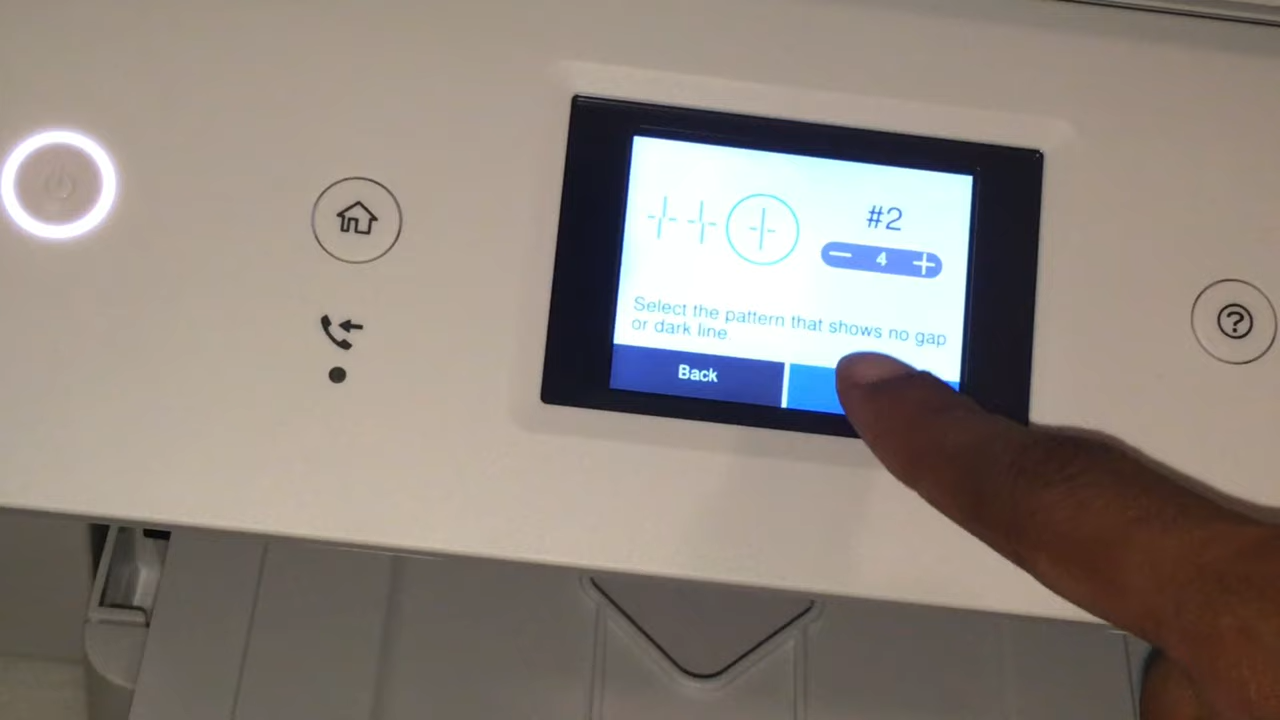 #2
− 4 +
Select the pattern that shows no gap
or dark line.
Back
?